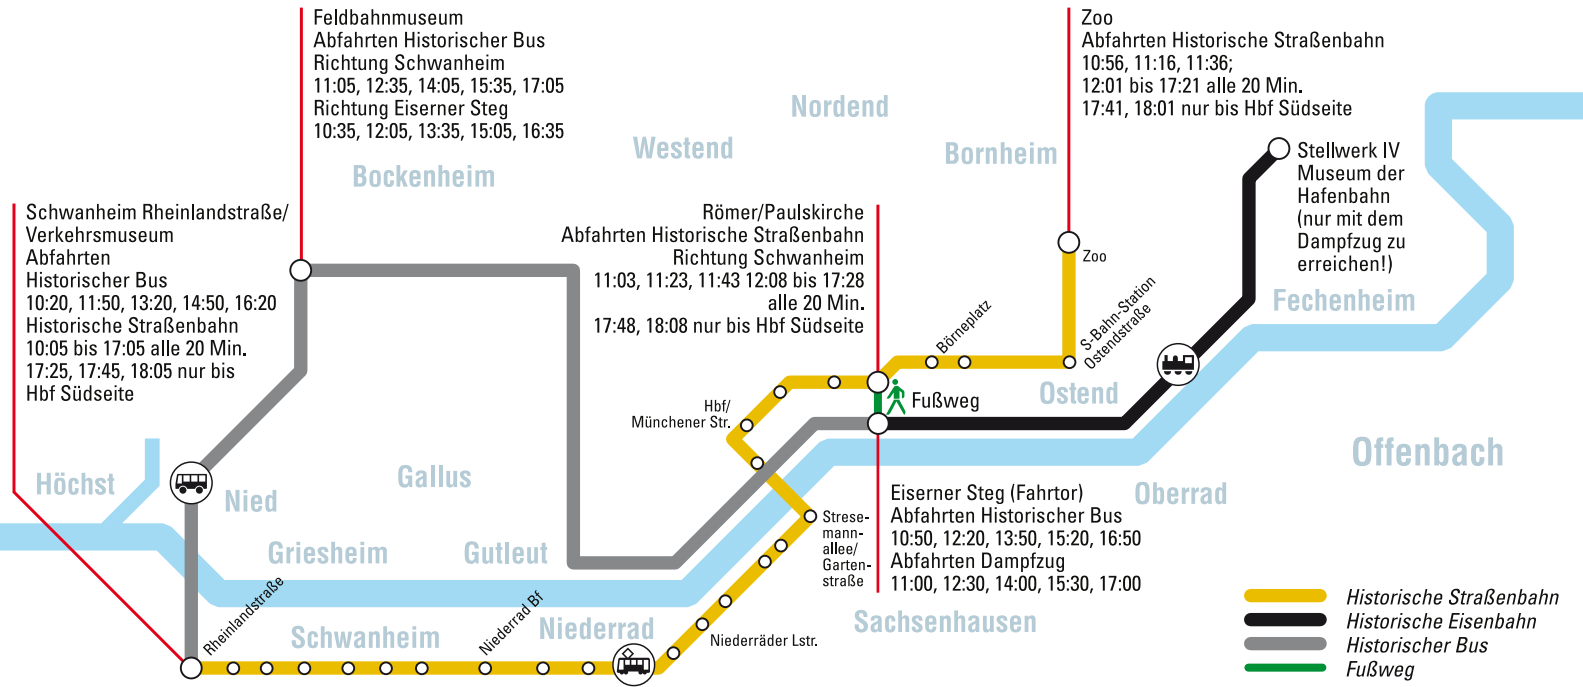 Feldbahnmuseum
Abfahrten Historischer Bus
Richtung Schwanheim
11:05, 12:35, 14:05, 15:35, 17:05
Richtung Eiserner Steg
10:35, 12:05, 13:35, 15:05, 16:35
Zoo
Abfahrten Historische Straßenbahn
10:56, 11:16, 11:36;
12:01 bis 17:21 alle 20 Min.
17:41, 18:01 nur bis Hbf Südseite
Nordend
Westend
Bornheim
Bockenheim
Stellwerk IV
Museum der
Hafenbahn
(nur mit dem
Dampfzug zu
erreichen!)
Schwanheim Rheinlandstraße/
Verkehrsmuseum
Abfahrten
Historischer Bus
10:20, 11:50, 13:20, 14:50, 16:20
Historische Straßenbahn
10:05 bis 17:05 alle 20 Min.
17:25, 17:45, 18:05 nur bis
Hbf Südseite
Römer/Paulskirche
Abfahrten Historische Straßenbahn
Richtung Schwanheim
11:03, 11:23, 11:43 12:08 bis 17:28
alle 20 Min.
17:48, 18:08 nur bis Hbf Südseite
Zoo
Fechenheim
Börneplatz
S-Bahn-Station
Ostendstraße
Ostend
Hbf/
Münchener Str.
Fußweg
Offenbach
Höchst
Nied
Gallus
Oberrad
Griesheim
Gutleut
Strese-
mann-
allee/
Garten-
straße
Eiserner Steg (Fahrtor)
Abfahrten Historischer Bus
10:50, 12:20, 13:50, 15:20, 16:50
Abfahrten Dampfzug
11:00, 12:30, 14:00, 15:30, 17:00
Rheinlandstraße
Schwanheim
Niederrad Bf
Niederrad
Niederräder Lstr.
Sachsenhausen
Historische Straßenbahn
Historische Eisenbahn
Historischer Bus
Fußweg